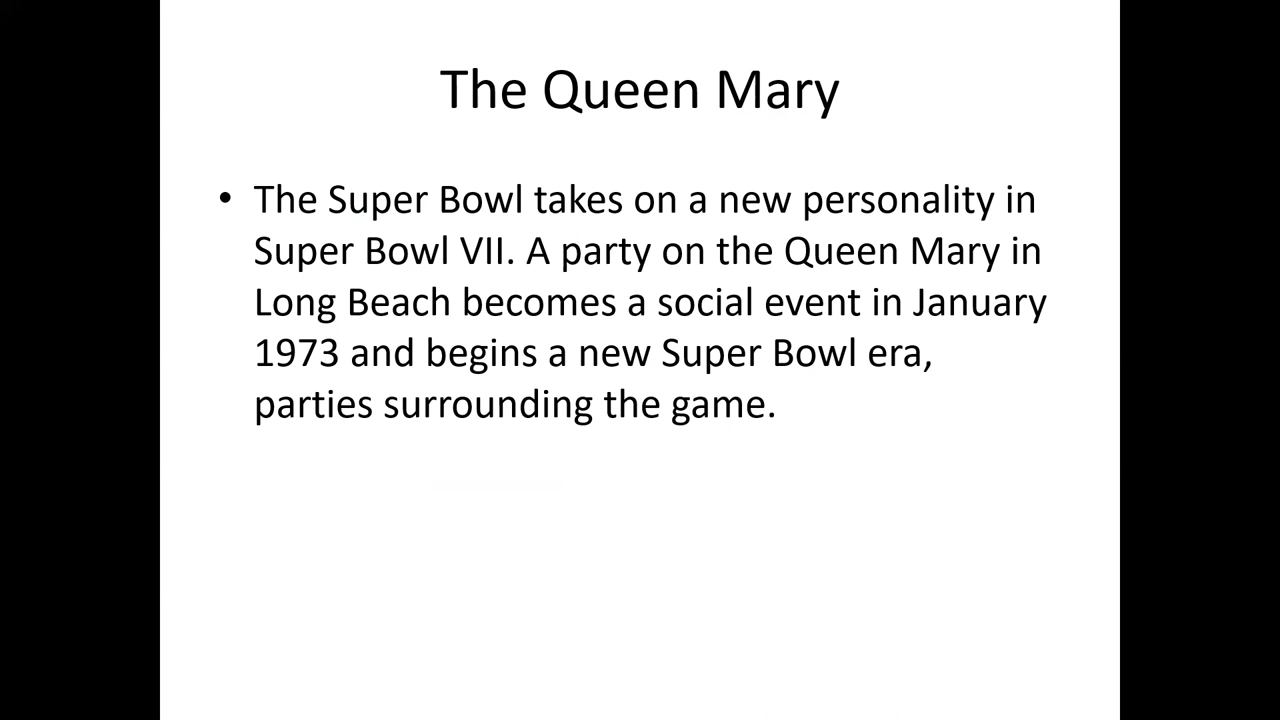 The Queen Mary
• The Super Bowl takes on a new personality in
Super Bowl VII. A party on the Queen Mary in
Long Beach becomes a social event in January
1973 and begins a new Super Bowl era,
parties surrounding the game.